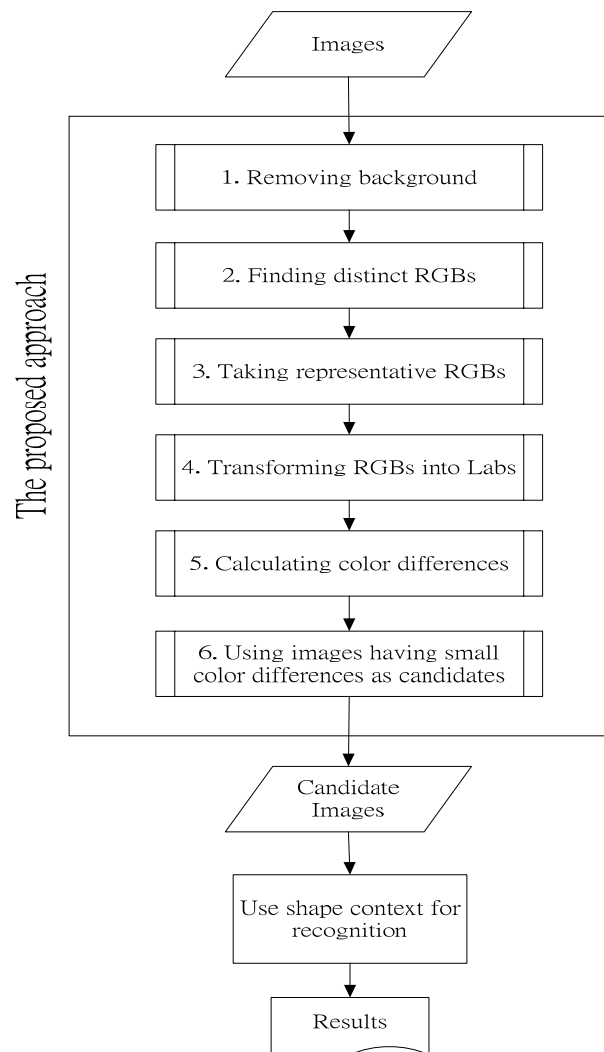 Images
The proposed approach
1. Removing background
2. Finding distinct RGBs
3. Taking representative RGBs
4. Transforming RGBs into Labs
5. Calculating color differences
6. Using images having small
color differences as candidates
Candidate
Images
Use shape context for
recognition
Results